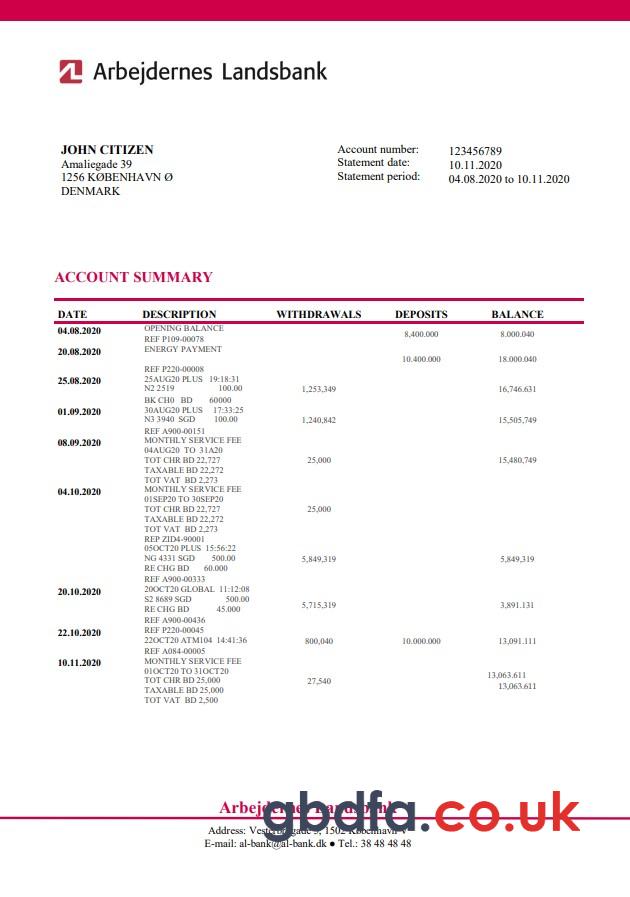 Arbejdernes Landsbank
JOHN CITIZEN
Amaliegade 39
1256 KØBENHAVN Ø
DENMARK
Account number: 123456789
Statement date: 10.11.2020
Statement period: 04.08.2020 to 10.11.2020
ACCOUNT SUMMARY
DATE DESCRIPTION WITHDRAWALS DEPOSITS BALANCE
04.08.2020 OPENING BALANCE
8,400.000 8.000.040
REF P109-00078
20.08.2020 ENERGY PAYMENT
10.400.000 18.000.040
REF P220-00008
25.08.2020 25AUG20 PLUS 19:18:31
N2 2519 100.00 1,253,349 16,746.631
BK CH0 BD 60000
01.09.2020 30AUG20 PLUS 17:33:25
N3 3940 SGD 100.00 1,240,842 15,505,749
REF A900-00151
08.09.2020 MONTHLY SERVICE FEE
04AUG20 TO 31A20
TOT CHR BD 22,727 25,000 15,480,749
TAXABLE BD 22,272
TOT VAT BD 2,273
04.10.2020 MONTHLY SERVICE FEE
01SEP20 TO 30SEP20
TOT CHR BD 22,727 25,000
TAXABLE BD 22,272
TOT VAT BD 2,273
REP ZID4-90001
05OCT20 PLUS 15:56:22
NG 4331 SGD 500.00 5,849,319 5,849,319
RE CHG BD 60.000
REF A900-00333
20.10.2020 20OCT20 GLOBAL 11:12:08
S2 8689 SGD 500.00
RE CHG BD 45.000 5,715,319 3,891.131
REF A900-00436
22.10.2020 REF P220-00045
22OCT20 ATM104 14:41:36 800,040 10.000.000 13,091.111
REF A084-00005
10.11.2020 MONTHLY SERVICE FEE
01OCT20 TO 31OCT20 13,063.611
TOT CHR BD 25,000 27,540
TAXABLE BD 25,000 13,063.611
TOT VAT BD 2,500
Arbejdernes Landsbank
gbdfa.co.uk
Address: 5, 1502 København V
E-mail: al-bank@al-bank.dk ● Tel.: 38 48 48 48